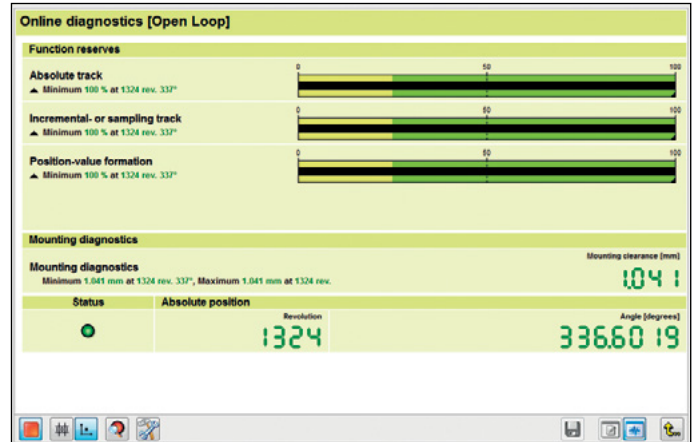 Online diagnostics [Open Loop]
Function reserves
Absolute track
0 50 100
Minimum 100 % at 1324 rev. 337°
Incremental- or sampling track
0 50 100
Minimum 100 % at 1324 rev. 337°
Position-value formation
0 50 100
Minimum 100 % at 1324 rev. 337°
Mounting diagnostics
Mounting clearance [mm]
Mounting diagnostics
Minimum 1.041 mm at 1324 rev. 337°, Maximum 1.041 mm at 1324 rev.
1.041
Status Absolute position
Revolution Angle [degrees]
1324 336.6019